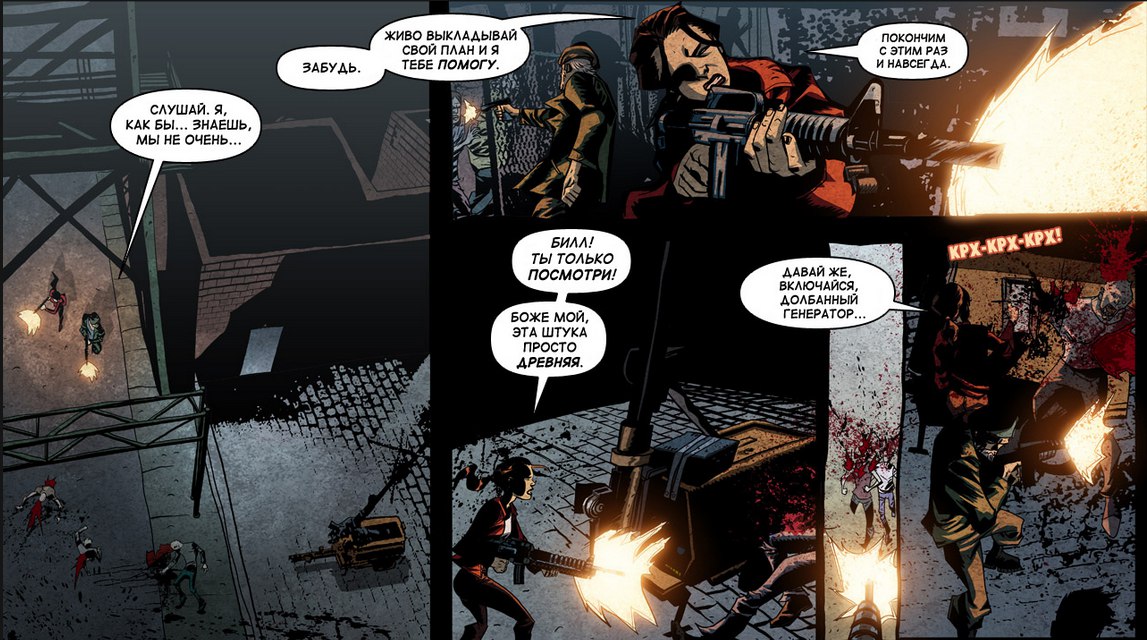 СЛУШАЙ. Я,
КАК БЫ... ЗНАЕШЬ,
МЫ НЕ ОЧЕНЬ...
ЗАБУДЬ.
ЖИВО ВЫКЛАДЫВАЙ
СВОЙ ПЛАН И Я
ТЕБЕ ПОМОГУ.
ПОКОНЧИМ
С ЭТИМ РАЗ
И НАВСЕГДА.
БИЛЛ!
ТЫ ТОЛЬКО
ПОСМОТРИ!
БОЖЕ МОЙ,
ЭТА ШТУКА
ПРОСТО
ДРЕВНЯЯ.
ДАВАЙ ЖЕ,
ВКЛЮЧАЙСЯ,
ДОЛБАННЫЙ
ГЕНЕРАТОР...
КРХ-КРХ-КРХ!